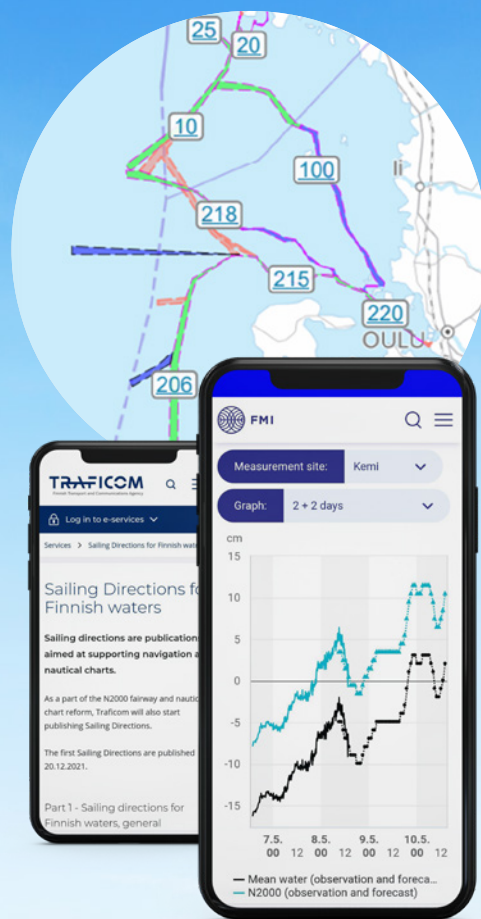 25
20
10
100
Ii
218
215
220
OULU
206
TRAFICOM
Finnish Transport and Communications Agency
Log in to e-services
Services > Sailing Directions for Finnish wat
Sailing Directions fo
Finnish waters
Sailing directions are publication
aimed at supporting navigation a
nautical charts.
As a part of the N2000 fairway and nautic
chart reform, Traficom will also start
publishing Sailing Directions.
The first Sailing Directions are published
20.12.2021.
Part 1 - Sailing directions for
Finnish waters, general
FMI
Measurement site: Kemi
Graph: 2 + 2 days
cm
15
10
5
0
-5
-10
-15
7.5. 8.5. 9.5. 10.5.
00 12 00 12 00 12 00 12
Mean water (observation and foreca...
N2000 (observation and forecast)